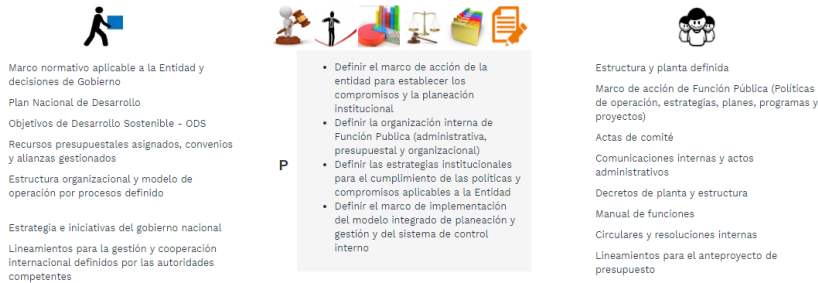 Marco normativo aplicable a la Entidad y
decisiones de Gobierno
Plan Nacional de Desarrollo
Objetivos de Desarrollo Sostenible - ODS
Recursos presupuestales asignados, convenios
y alianzas gestionados
Estructura organizacional y modelo de
operación por procesos definido
Estrategia e iniciativas del gobierno nacional
Lineamientos para la gestión y cooperación
internacional definidos por las autoridades
competentes
P
• Definir el marco de acción de la
entidad para establecer los
compromisos y la planeación
institucional
• Definir la organización interna de
Función Publica (administrativa,
presupuestal y organizacional)
• Definir las estrategias institucionales
para el cumplimiento de las políticas y
compromisos aplicables a la Entidad
• Definir el marco de implementación
del modelo integrado de planeación y
gestión y del sistema de control
interno
Estructura y planta definida
Marco de acción de Función Pública (Políticas
de operación, estrategias, planes, programas y
proyectos)
Actas de comité
Comunicaciones internas y actos
administrativos
Decretos de planta y estructura
Manual de funciones
Circulares y resoluciones internas
Lineamientos para el anteproyecto de
presupuesto